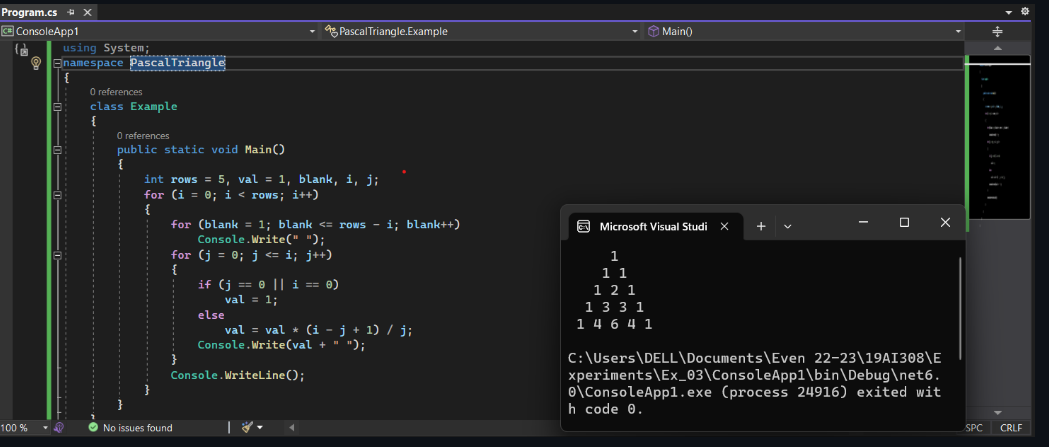 Program.cs
ConsoleApp1
PascalTriangle.Example
Main()
using System;
namespace PascalTriangle
{
0 references
class Example
{
0 references
public static void Main()
{
int rows = 5, val = 1, blank, i, j;
for (i = 0; i < rows; i++)
{
for (blank = 1; blank <= rows - i; blank++)
Console.Write(" ");
for (j = 0; j <= i; j++)
{
if (j == 0 || i == 0)
val = 1;
else
val = val * (i - j + 1) / j;
Console.Write(val + " ");
}
Console.WriteLine();
}
}
}
100 %
No issues found
SPC
CRLF
Microsoft Visual Studi
1
1 1
1 2 1
1 3 3 1
1 4 6 4 1
C:\Users\DELL\Documents\Even 22-23\19AI308\E
xperiments\Ex_03\ConsoleApp1\bin\Debug\net6.
0\ConsoleApp1.exe (process 24916) exited wit
h code 0.